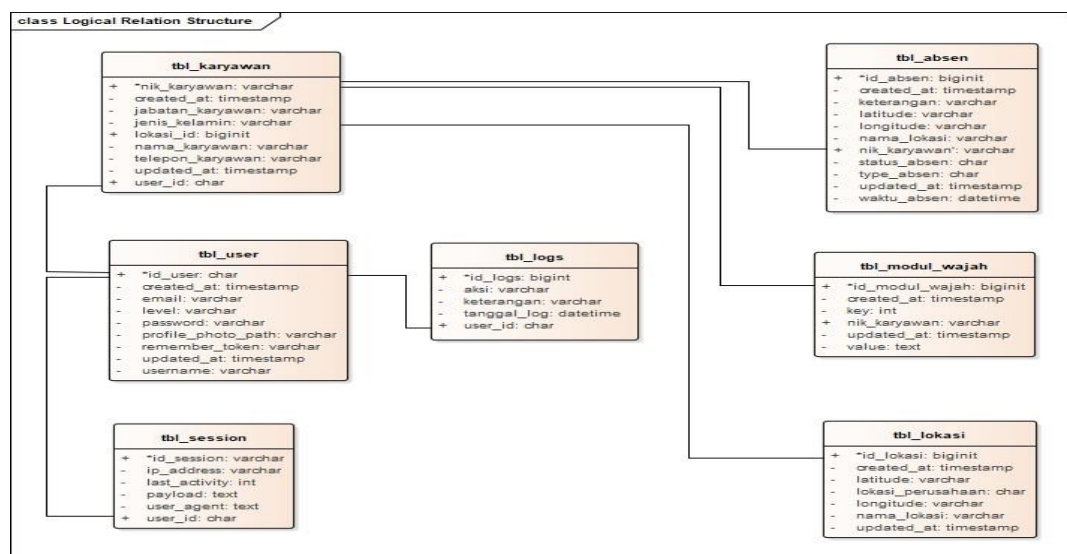 class Logical Relation Structure
tbl_karyawan
+ *nik_karyawan: varchar
- created_at: timestamp
- jabatan_karyawan: varchar
- jenis_kelamin: varchar
+ lokasi_id: biginit
- nama_karyawan: varchar
- telepon_karyawan: varchar
- updated_at: timestamp
+ user_id: char
tbl_absen
+ *id_absen: biginit
- created_at: timestamp
- keterangan: varchar
- latitude: varchar
- longitude: varchar
- nama_lokasi: varchar
+ nik_karyawan': varchar
- status_absen: char
- type_absen: char
- updated_at: timestamp
- waktu_absen: datetime
tbl_user
+ *id_user: char
- created_at: timestamp
- email: varchar
- level: varchar
- password: varchar
- profile_photo_path: varchar
- remember_token: varchar
- updated_at: timestamp
- username: varchar
tbl_logs
+ *id_logs: bigint
- aksi: varchar
- keterangan: varchar
- tanggal_log: datetime
+ user_id: char
tbl_modul_wajah
+ *id_modul_wajah: biginit
- created_at: timestamp
- key: int
+ nik_karyawan: varchar
- updated_at: timestamp
- value: text
tbl_session
+ *id_session: varchar
- ip_address: varchar
- last_activity: int
- payload: text
- user_agent: text
+ user_id: char
tbl_lokasi
+ *id_lokasi: biginit
- created_at: timestamp
- latitude: varchar
- lokasi_perusahaan: char
- longitude: varchar
- nama_lokasi: varchar
- updated_at: timestamp